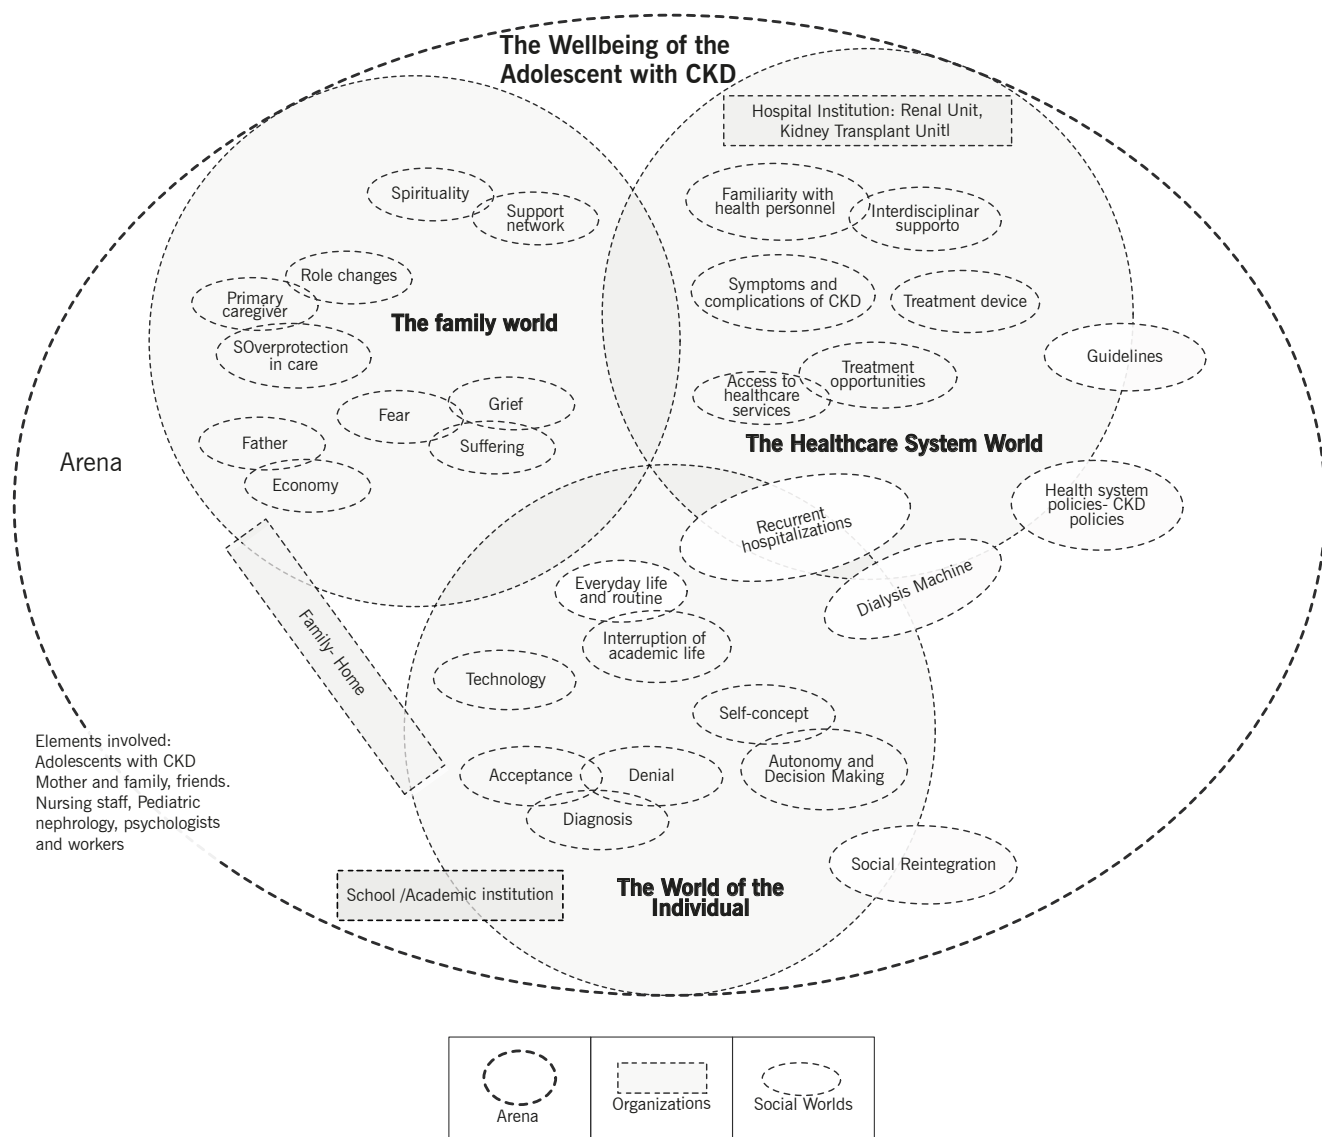 The Wellbeing of the
Adolescent with CKD
Hospital Institution: Renal Unit,
Kidney Transplant Unitl
Spirituality
Support
network
Familiarity with
health personnel
Interdisciplinar
supporto
Role changes
Primary
caregiver
SOverprotection
in care
The family world
Symptoms and
complications of CKD
Treatment device
Guidelines
Treatment
opportunities
Access to
healthcare
services
Fear
Grief
Suffering
Father
Economy
The Healthcare System World
Arena
Health system
policies- CKD
policies
Recurrent
hospitalizations
Dialysis Machine
Everyday life
and routine
Interruption of
academic life
Family- Home
Technology
Self-concept
Autonomy and
Decision Making
Acceptance
Denial
Diagnosis
Elements involved:
Adolescents with CKD
Mother and family, friends.
Nursing staff, Pediatric
nephrology, psychologists
and workers
Social Reintegration
School /Academic institution
The World of the
Individual
Arena
Organizations
Social Worlds